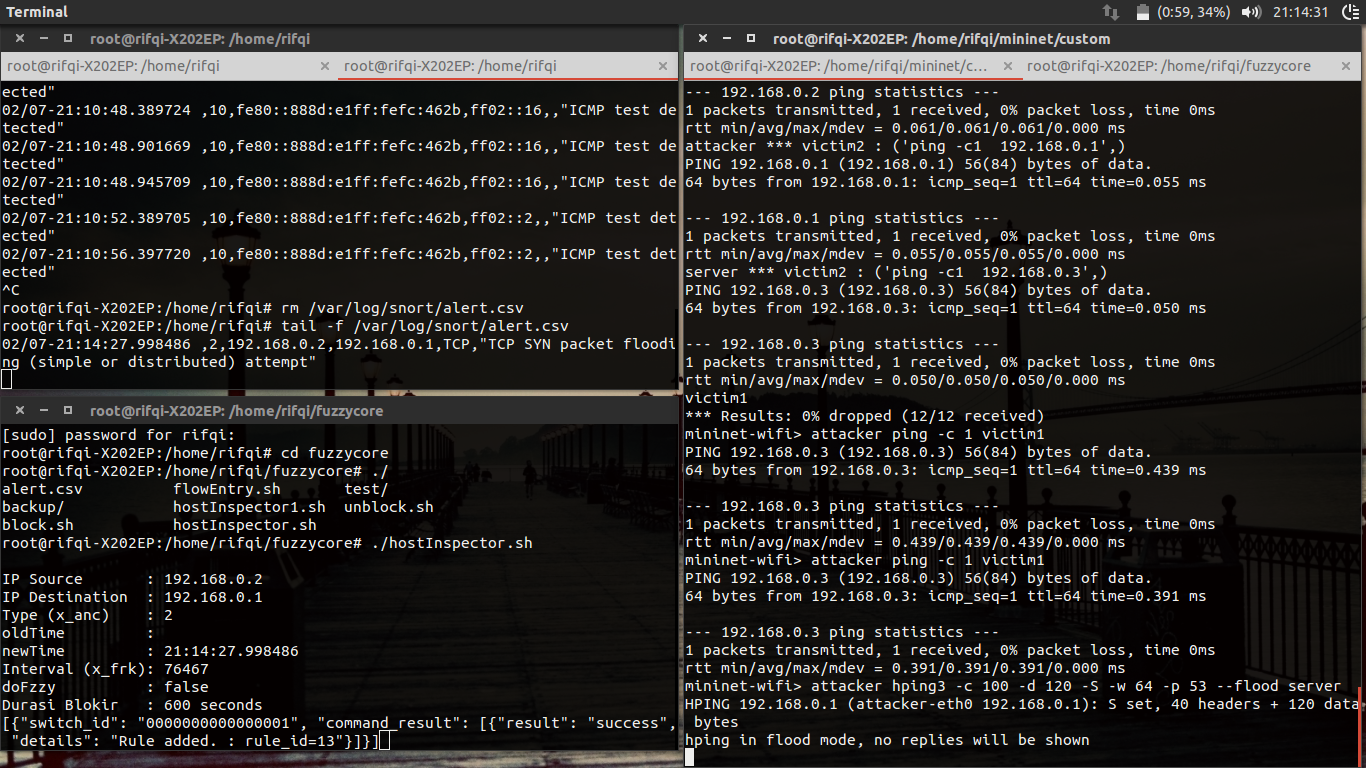 Terminal
(0:59, 34%)
21:14:31
root@rifqi-X202EP: /home/rifqi
root@rifqi-X202EP: /home/rifqi
×
root@rifqi-X202EP: /home/rifqi
×
ected"
02/07-21:10:48.389724 ,10,fe80::888d:e1ff:fefc:462b,ff02::16,,"ICMP test de
tected"
02/07-21:10:48.901669 ,10,fe80::888d:e1ff:fefc:462b,ff02::16,,"ICMP test de
tected"
02/07-21:10:48.945709 ,10,fe80::888d:e1ff:fefc:462b,ff02::16,,"ICMP test de
tected"
02/07-21:10:52.389705 ,10,fe80::888d:e1ff:fefc:462b,ff02::2,,"ICMP test det
ected"
02/07-21:10:56.397720 ,10,fe80::888d:e1ff:fefc:462b,ff02::2,,"ICMP test det
ected"
^C
root@rifqi-X202EP:/home/rifqi# rm /var/log/snort/alert.csv
root@rifqi-X202EP:/home/rifqi# tail -f /var/log/snort/alert.csv
02/07-21:14:27.998486 ,2,192.168.0.2,192.168.0.1,TCP,"TCP SYN packet floodi
ng (simple or distributed) attempt"
root@rifqi-X202EP: /home/rifqi/fuzzycore
[sudo] password for rifqi:
root@rifqi-X202EP:/home/rifqi# cd fuzzycore
root@rifqi-X202EP:/home/rifqi/fuzzycore# ./
alert.csv          flowEntry.sh       test/
backup/            hostInspector1.sh  unblock.sh
block.sh           hostInspector.sh
root@rifqi-X202EP:/home/rifqi/fuzzycore# ./hostInspector.sh
IP Source       : 192.168.0.2
IP Destination  : 192.168.0.1
Type (x_anc)    : 2
oldTime         :
newTime         : 21:14:27.998486
Interval (x_frk): 76467
doFzzy          : false
Durasi Blokir   : 600 seconds
[{"switch_id": "0000000000000001", "command_result": [{"result": "success",
 "details": "Rule added. : rule_id=13"}]}]
root@rifqi-X202EP: /home/rifqi/mininet/custom
root@rifqi-X202EP: /home/rifqi/mininet/c...
×
root@rifqi-X202EP: /home/rifqi/fuzzycore
×
--- 192.168.0.2 ping statistics ---
1 packets transmitted, 1 received, 0% packet loss, time 0ms
rtt min/avg/max/mdev = 0.061/0.061/0.061/0.000 ms
attacker *** victim2 : ('ping -c1  192.168.0.1',)
PING 192.168.0.1 (192.168.0.1) 56(84) bytes of data.
64 bytes from 192.168.0.1: icmp_seq=1 ttl=64 time=0.055 ms
--- 192.168.0.1 ping statistics ---
1 packets transmitted, 1 received, 0% packet loss, time 0ms
rtt min/avg/max/mdev = 0.055/0.055/0.055/0.000 ms
server *** victim2 : ('ping -c1  192.168.0.3',)
PING 192.168.0.3 (192.168.0.3) 56(84) bytes of data.
64 bytes from 192.168.0.3: icmp_seq=1 ttl=64 time=0.050 ms
--- 192.168.0.3 ping statistics ---
1 packets transmitted, 1 received, 0% packet loss, time 0ms
rtt min/avg/max/mdev = 0.050/0.050/0.050/0.000 ms
victim1
*** Results: 0% dropped (12/12 received)
mininet-wifi> attacker ping -c 1 victim1
PING 192.168.0.3 (192.168.0.3) 56(84) bytes of data.
64 bytes from 192.168.0.3: icmp_seq=1 ttl=64 time=0.439 ms
--- 192.168.0.3 ping statistics ---
1 packets transmitted, 1 received, 0% packet loss, time 0ms
rtt min/avg/max/mdev = 0.439/0.439/0.439/0.000 ms
mininet-wifi> attacker ping -c 1 victim1
PING 192.168.0.3 (192.168.0.3) 56(84) bytes of data.
64 bytes from 192.168.0.3: icmp_seq=1 ttl=64 time=0.391 ms
--- 192.168.0.3 ping statistics ---
1 packets transmitted, 1 received, 0% packet loss, time 0ms
rtt min/avg/max/mdev = 0.391/0.391/0.391/0.000 ms
mininet-wifi> attacker hping3 -c 100 -d 120 -S -w 64 -p 53 --flood server
HPING 192.168.0.1 (attacker-eth0 192.168.0.1): S set, 40 headers + 120 data
 bytes
hping in flood mode, no replies will be shown